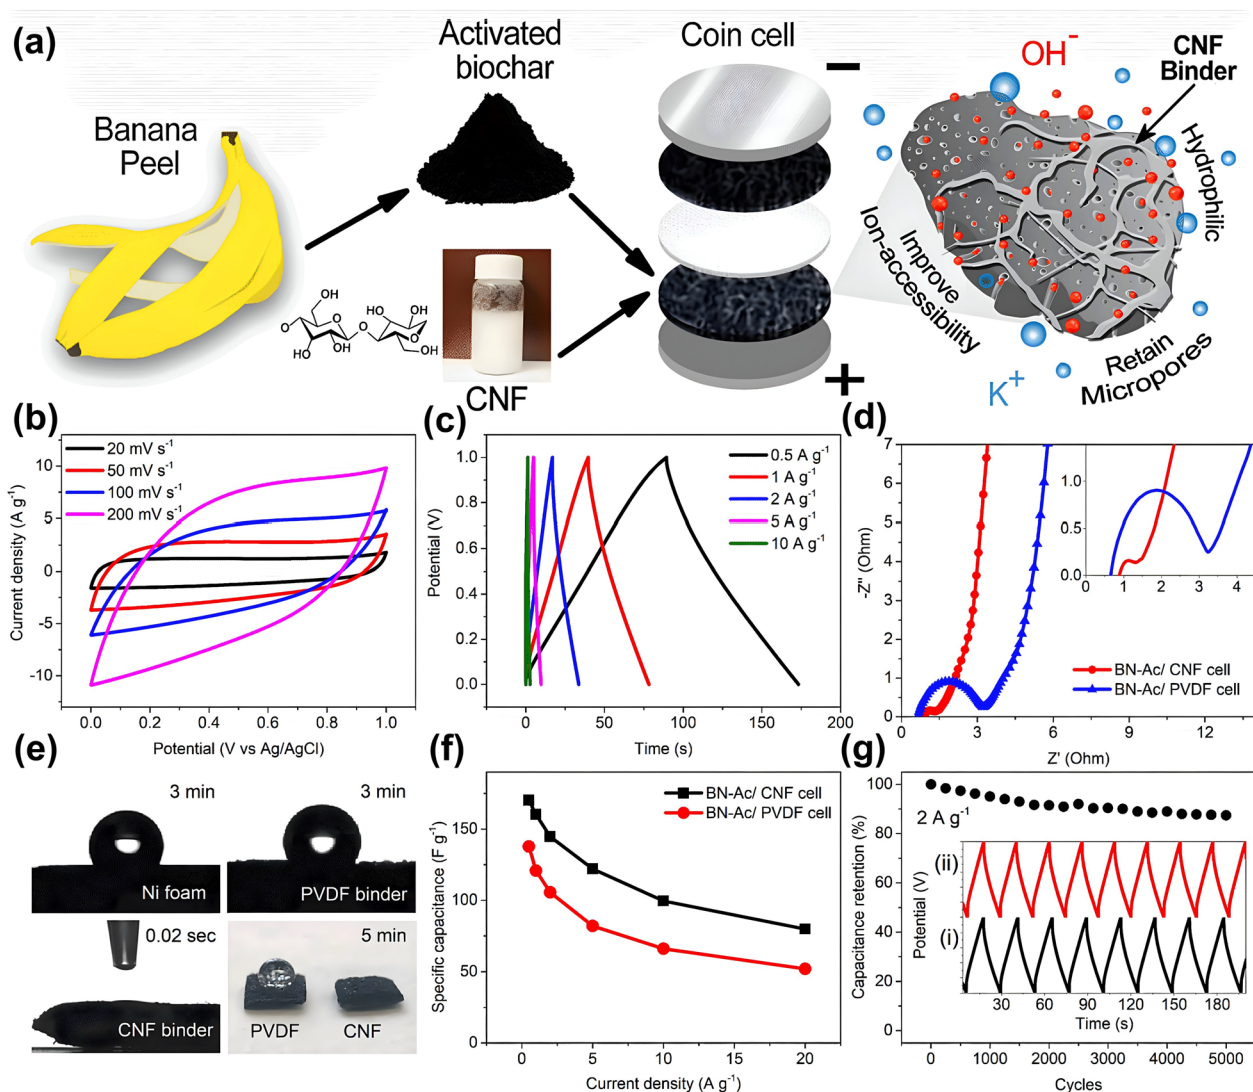 (a)
Banana
Peel
Activated
biochar
Coin cell
CNF
OH
OH
O
HO
OH
O
HO
OH
O
OH
−
+
OH⁻
CNF
Binder
Hydrophilic
Improve
Ion-accessibility
Retain
Micropores
K⁺
(b)
20 mV s⁻¹
50 mV s⁻¹
100 mV s⁻¹
200 mV s⁻¹
Current density (A g⁻¹)
10
5
0
-5
-10
0.0 0.2 0.4 0.6 0.8 1.0
Potential (V vs Ag/AgCl)
(c)
0.5 A g⁻¹
1 A g⁻¹
2 A g⁻¹
5 A g⁻¹
10 A g⁻¹
Potential (V)
1.0
0.8
0.6
0.4
0.2
0.0
0 50 100 150 200
Time (s)
(d)
-Z" (Ohm)
7
6
5
4
3
2
1
0
0 3 6 9 12
Z' (Ohm)
1.0
0.5
0.0
0 1 2 3 4
BN-Ac/ CNF cell
BN-Ac/ PVDF cell
(e)
3 min
Ni foam
3 min
PVDF binder
0.02 sec
CNF binder
5 min
PVDF
CNF
(f)
BN-Ac/ CNF cell
BN-Ac/ PVDF cell
Specific capacitance (F g⁻¹)
150
100
50
0
0 5 10 15 20
Current density (A g⁻¹)
(g)
Capacitance retention (%)
100
80
60
40
20
0
2 A g⁻¹
(ii)
(i)
Potential (V)
30 60 90 120 150 180
Time (s)
0 1000 2000 3000 4000 5000
Cycles